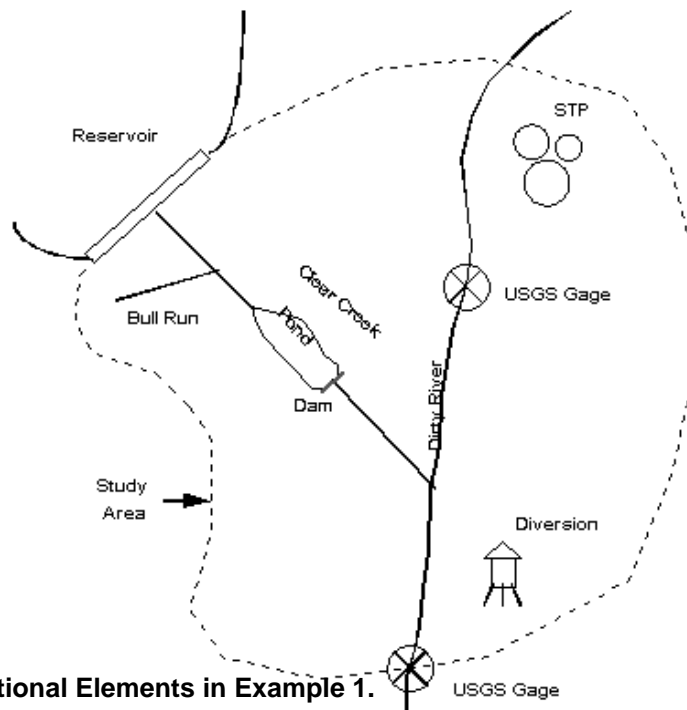 STP
Reservoir
Clear Creek
USGS Gage
Bull Run
Pond
Dam
Dirty River
Study
Area
Diversion
tional Elements in Example 1.
USGS Gage